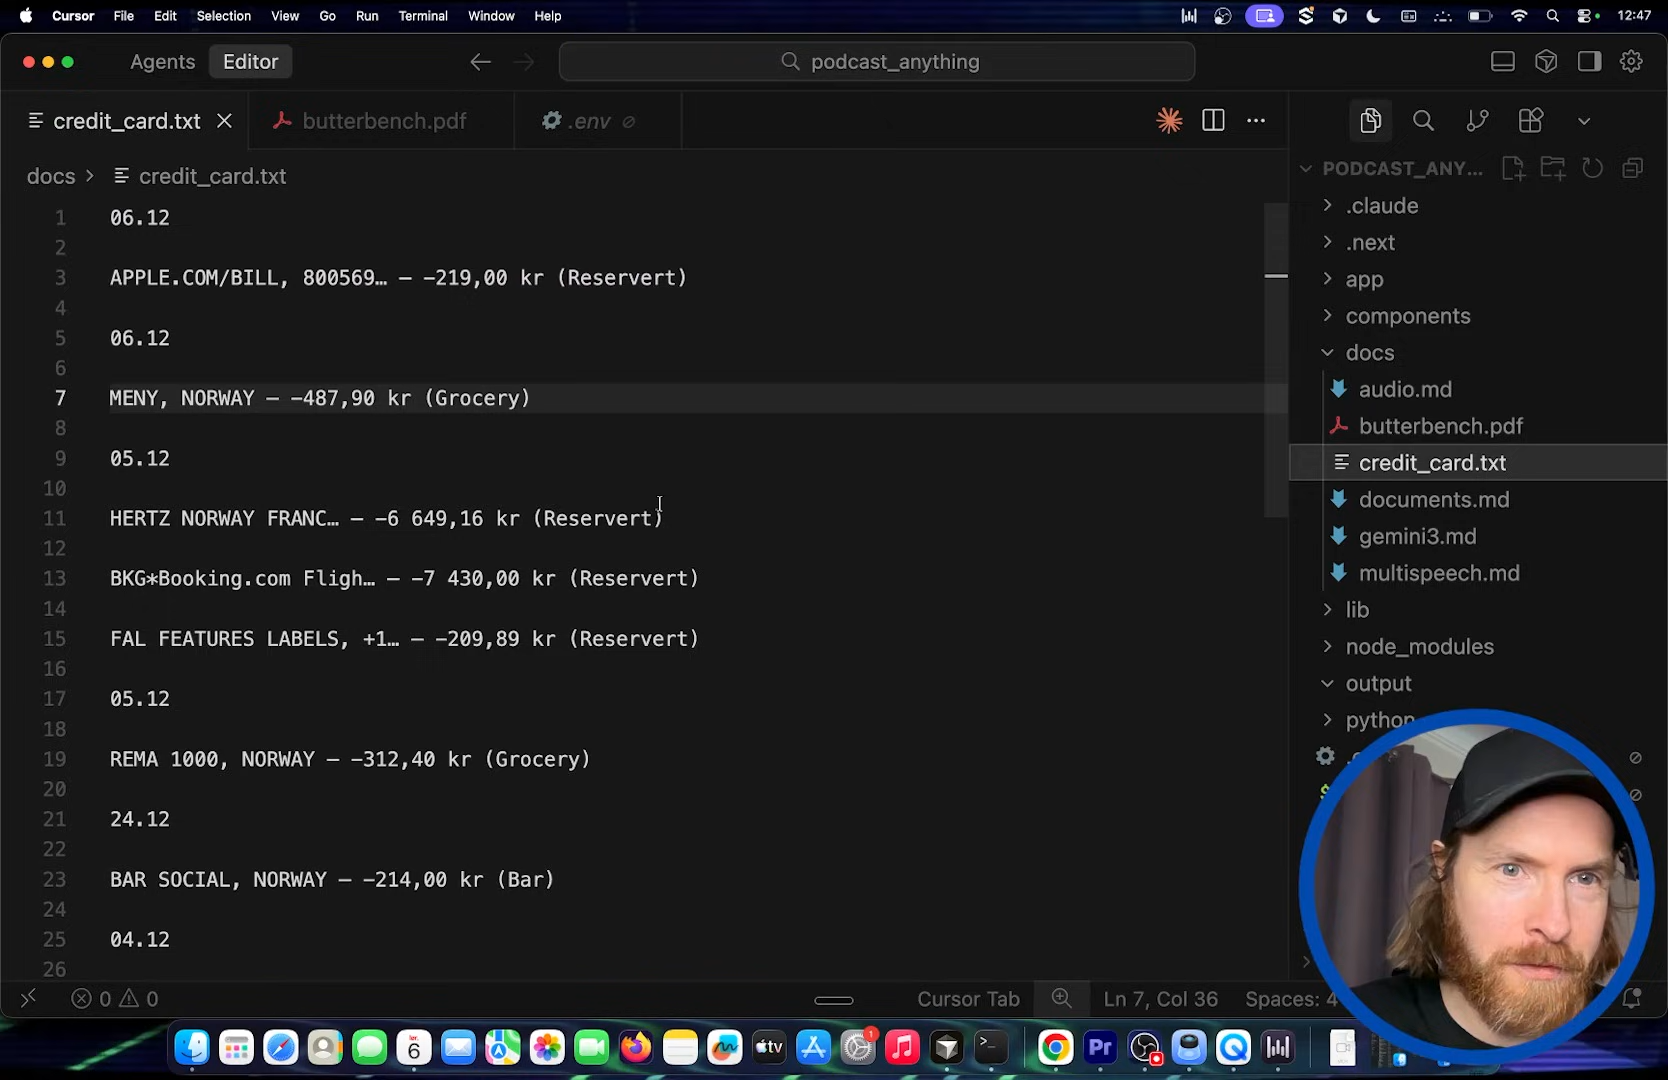 Cursor File Edit Selection View Go Run Terminal Window Help 12:47
Agents Editor podcast_anything
credit_card.txt butterbench.pdf .env
docs > credit_card.txt
1 06.12
2
3 APPLE.COM/BILL, 800569… — -219,00 kr (Reservert)
4
5 06.12
6
7 MENY, NORWAY — -487,90 kr (Grocery)
8
9 05.12
10
11 HERTZ NORWAY FRANC… — -6 649,16 kr (Reservert)
12
13 BKG*Booking.com Fligh… — -7 430,00 kr (Reservert)
14
15 FAL FEATURES LABELS, +1… — -209,89 kr (Reservert)
16
17 05.12
18
19 REMA 1000, NORWAY — -312,40 kr (Grocery)
20
21 24.12
22
23 BAR SOCIAL, NORWAY — -214,00 kr (Bar)
24
25 04.12
26
PODCAST_ANY...
.claude
.next
app
components
docs
audio.md
butterbench.pdf
credit_card.txt
documents.md
gemini3.md
multispeech.md
lib
node_modules
output
python
0 0 Cursor Tab Ln 7, Col 36 Spaces: 4
6 tv 1 Pr